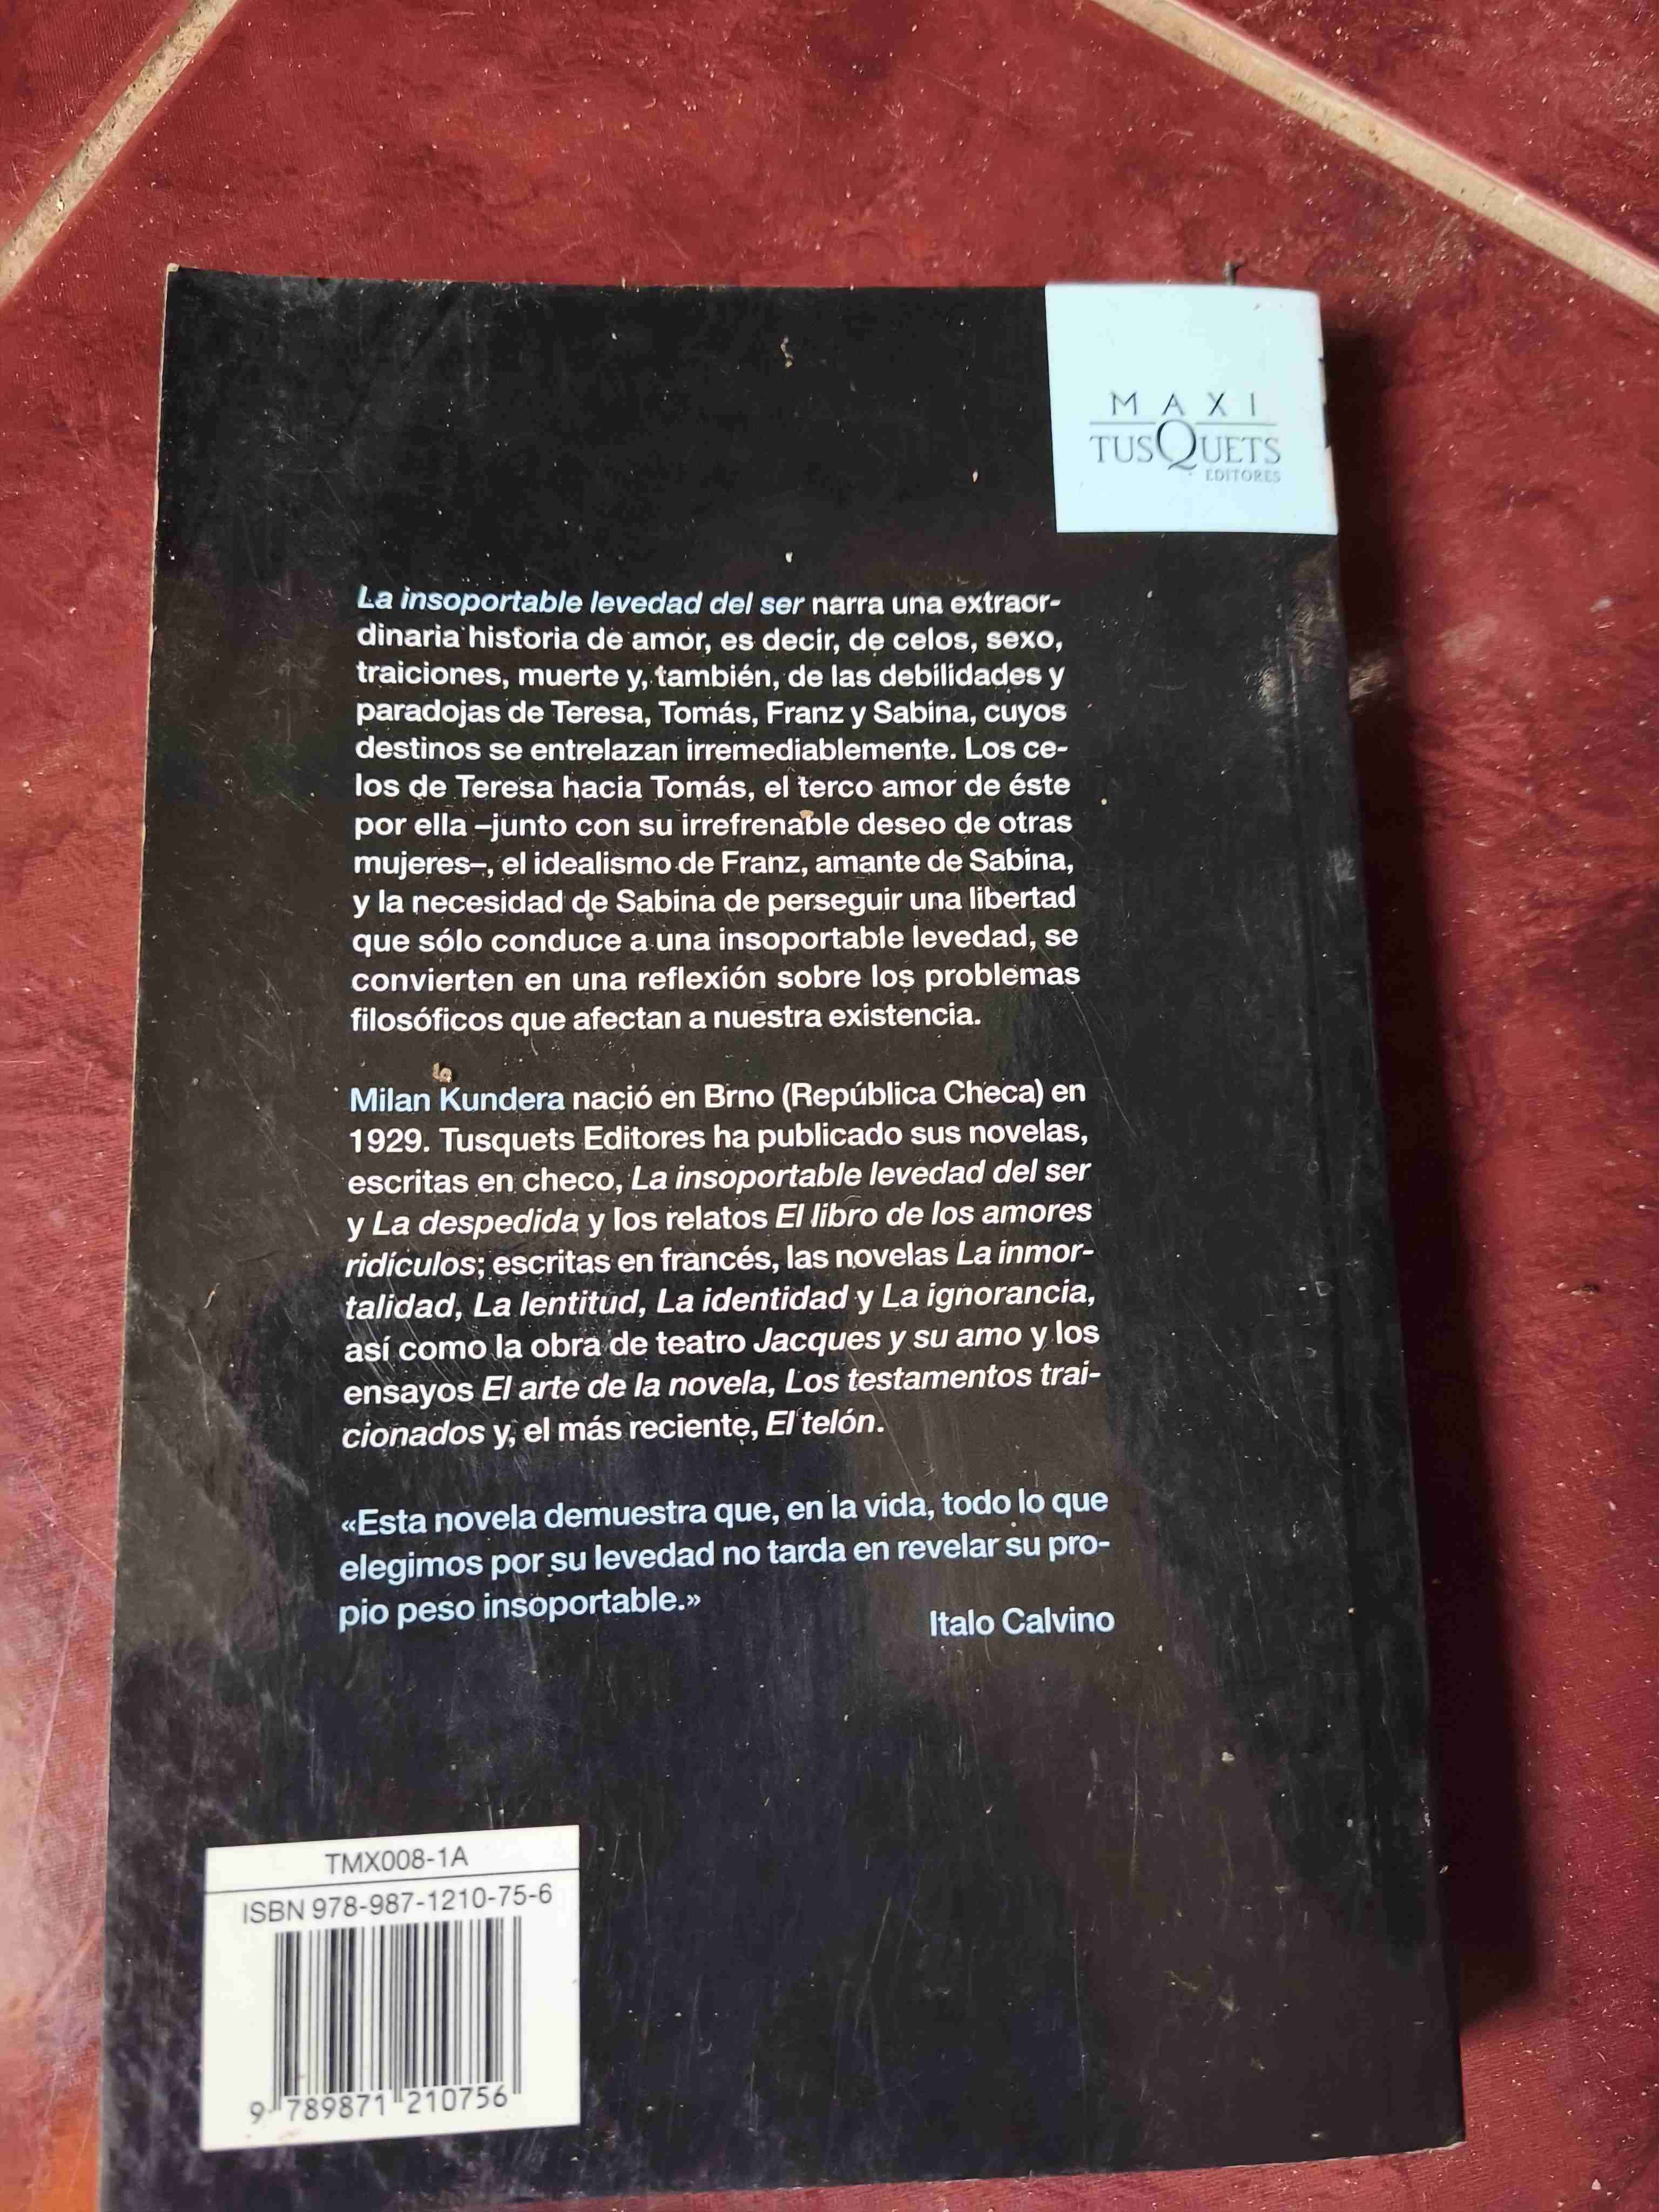 MAXI
TUSQUETS
EDITORES
La insoportable levedad del ser narra una extraor-
dinaria historia de amor, es decir, de celos, sexo,
traiciones, muerte y, también, de las debilidades y
paradojas de Teresa, Tomás, Franz y Sabina, cuyos
destinos se entrelazan irremediablemente. Los ce-
los de Teresa hacia Tomás, el terco amor de éste
por ella –junto con su irrefrenable deseo de otras
mujeres–, el idealismo de Franz, amante de Sabina,
y la necesidad de Sabina de perseguir una libertad
que sólo conduce a una insoportable levedad, se
convierten en una reflexión sobre los problemas
filosóficos que afectan a nuestra existencia.
Milan Kundera nació en Brno (República Checa) en
1929. Tusquets Editores ha publicado sus novelas,
escritas en checo, La insoportable levedad del ser
y La despedida y los relatos El libro de los amores
ridículos; escritas en francés, las novelas La inmor-
talidad, La lentitud, La identidad y La ignorancia,
así como la obra de teatro Jacques y su amo y los
ensayos El arte de la novela, Los testamentos trai-
cionados y, el más reciente, El telón.
«Esta novela demuestra que, en la vida, todo lo que
elegimos por su levedad no tarda en revelar su pro-
pio peso insoportable.»
Italo Calvino
TMX008-1A
ISBN 978-987-1210-75-6
9 789871 210756